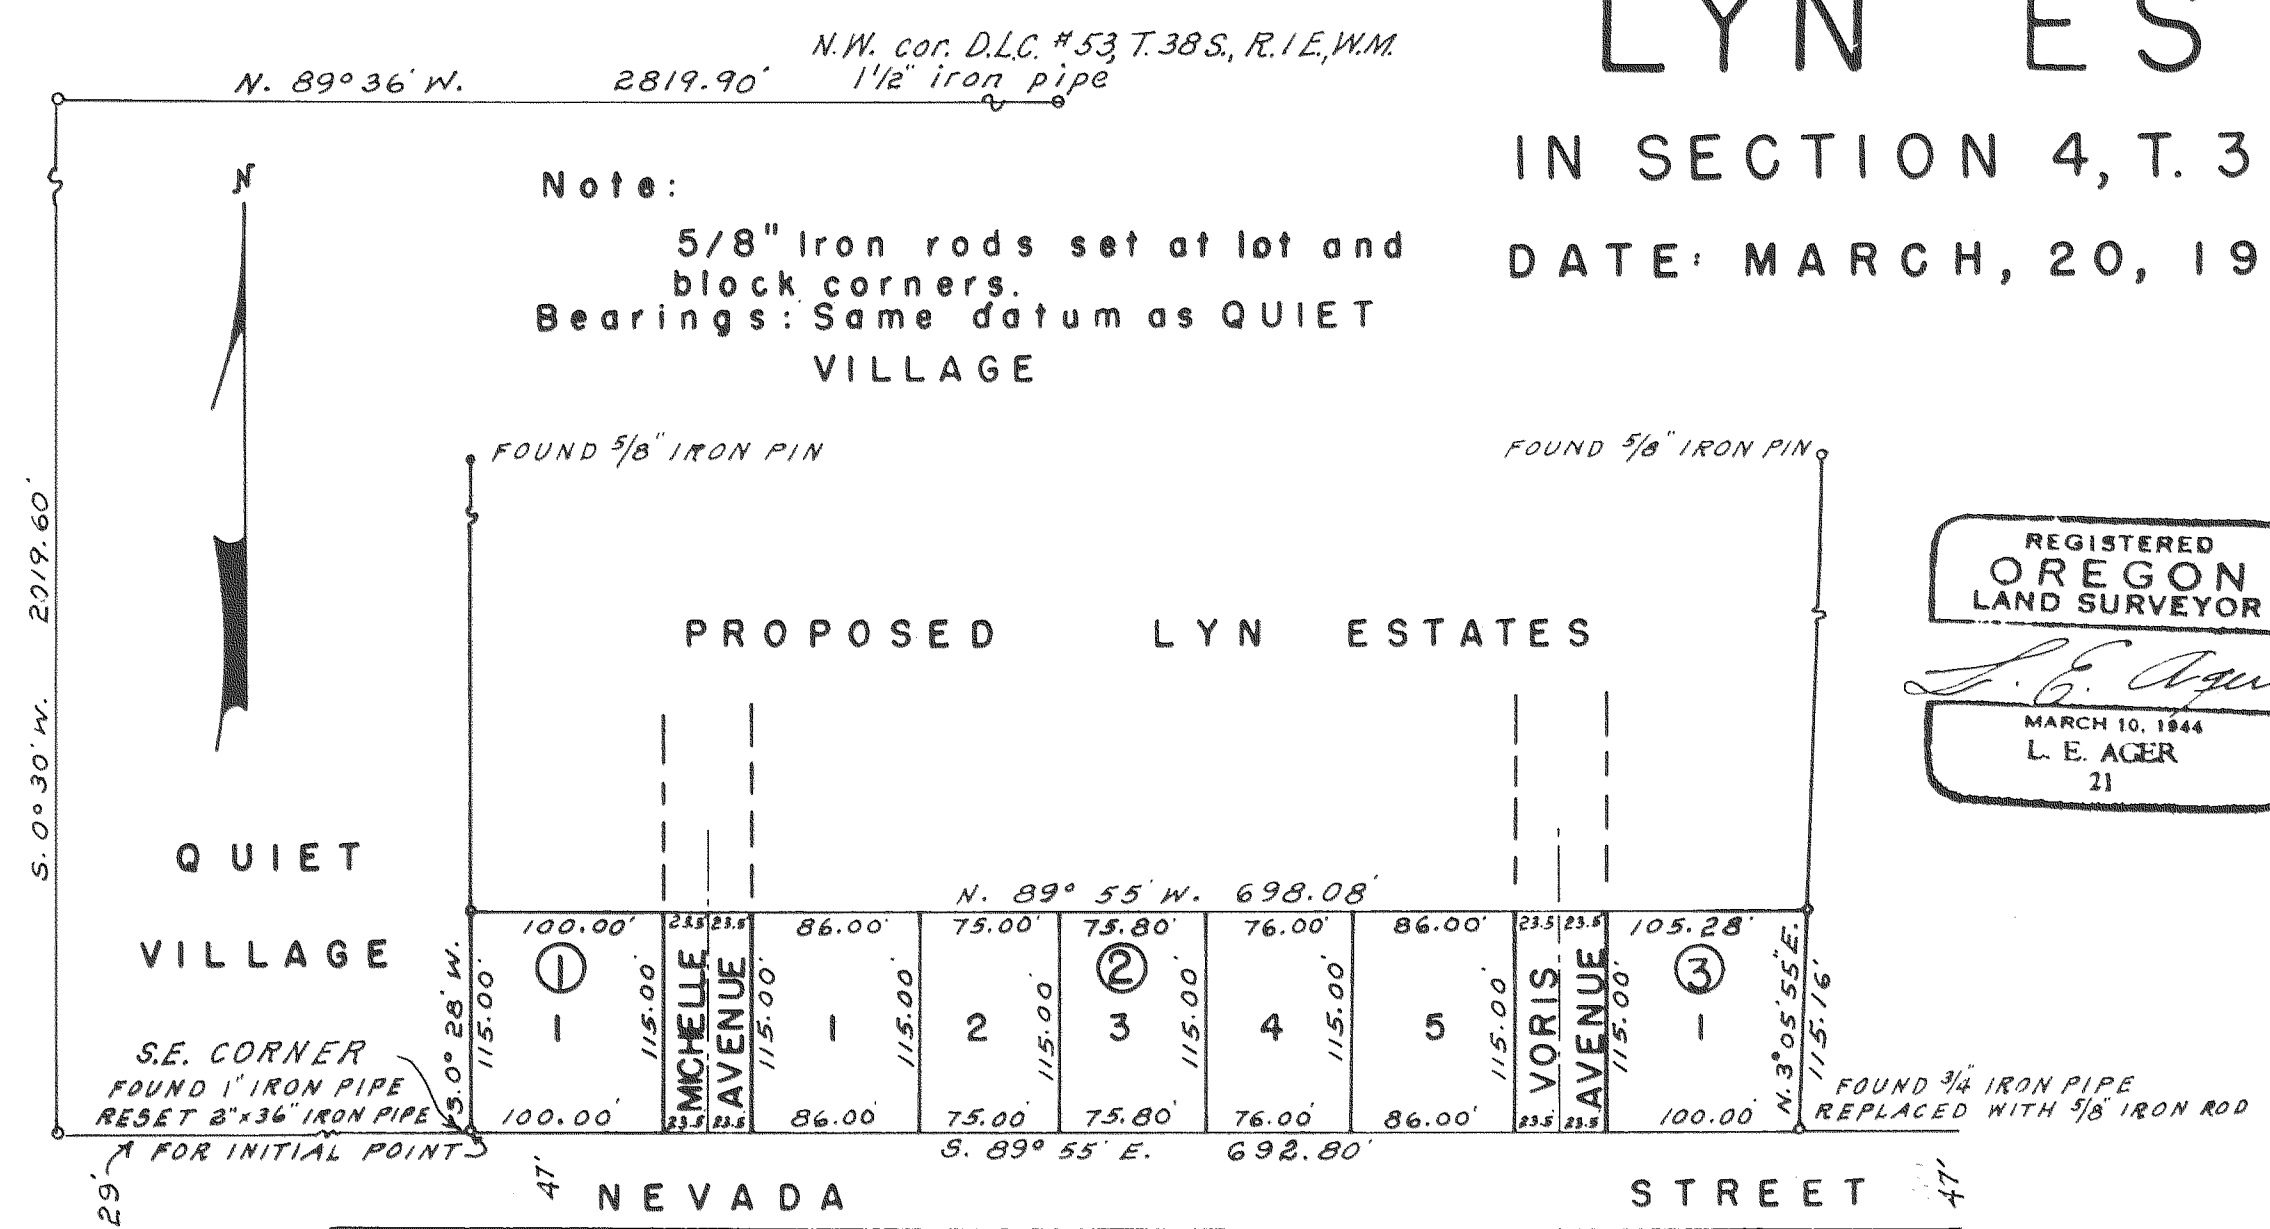 LYN ES
N.W. cor. D.L.C. #53, T.38S., R.1E., W.M.
N. 89° 36' W. 2819.90' 1 1/2" iron pipe
IN SECTION 4, T. 3
N
Note:
5/8" Iron rods set at lot and
block corners.
Bearings: Same datum as QUIET
VILLAGE
DATE: MARCH, 20, 19
FOUND 5/8" IRON PIN
FOUND 5/8" IRON PIN
S. 0° 30' W. 2019.60'
REGISTERED
OREGON
LAND SURVEYOR
L. E. Ager
MARCH 10, 1944
L. E. AGER
21
PROPOSED LYN ESTATES
QUIET
VILLAGE
N. 89° 55' W. 698.08'
100.00' 23.5 23.5 86.00' 75.00' 75.80' 76.00' 86.00' 23.5 23.5 105.28'
1 2 3
S. 0° 28' W.
115.00' 115.00' 115.00' 115.00' 115.00' 115.00' 115.00' 115.00' 115.00'
N. 3° 05' 55" E.
115.16'
MICHELLE
AVENUE
VORIS
AVENUE
1 1 2 3 4 5 1
S.E. CORNER
FOUND 1" IRON PIPE
RESET 2"x36" IRON PIPE
FOR INITIAL POINT
FOUND 3/4" IRON PIPE
REPLACED WITH 5/8" IRON ROD
100.00' 23.5 23.5 86.00' 75.00' 75.80' 76.00' 86.00' 23.5 23.5 100.00'
S. 89° 55' E. 692.80'
29'
47'
NEVADA STREET
47'